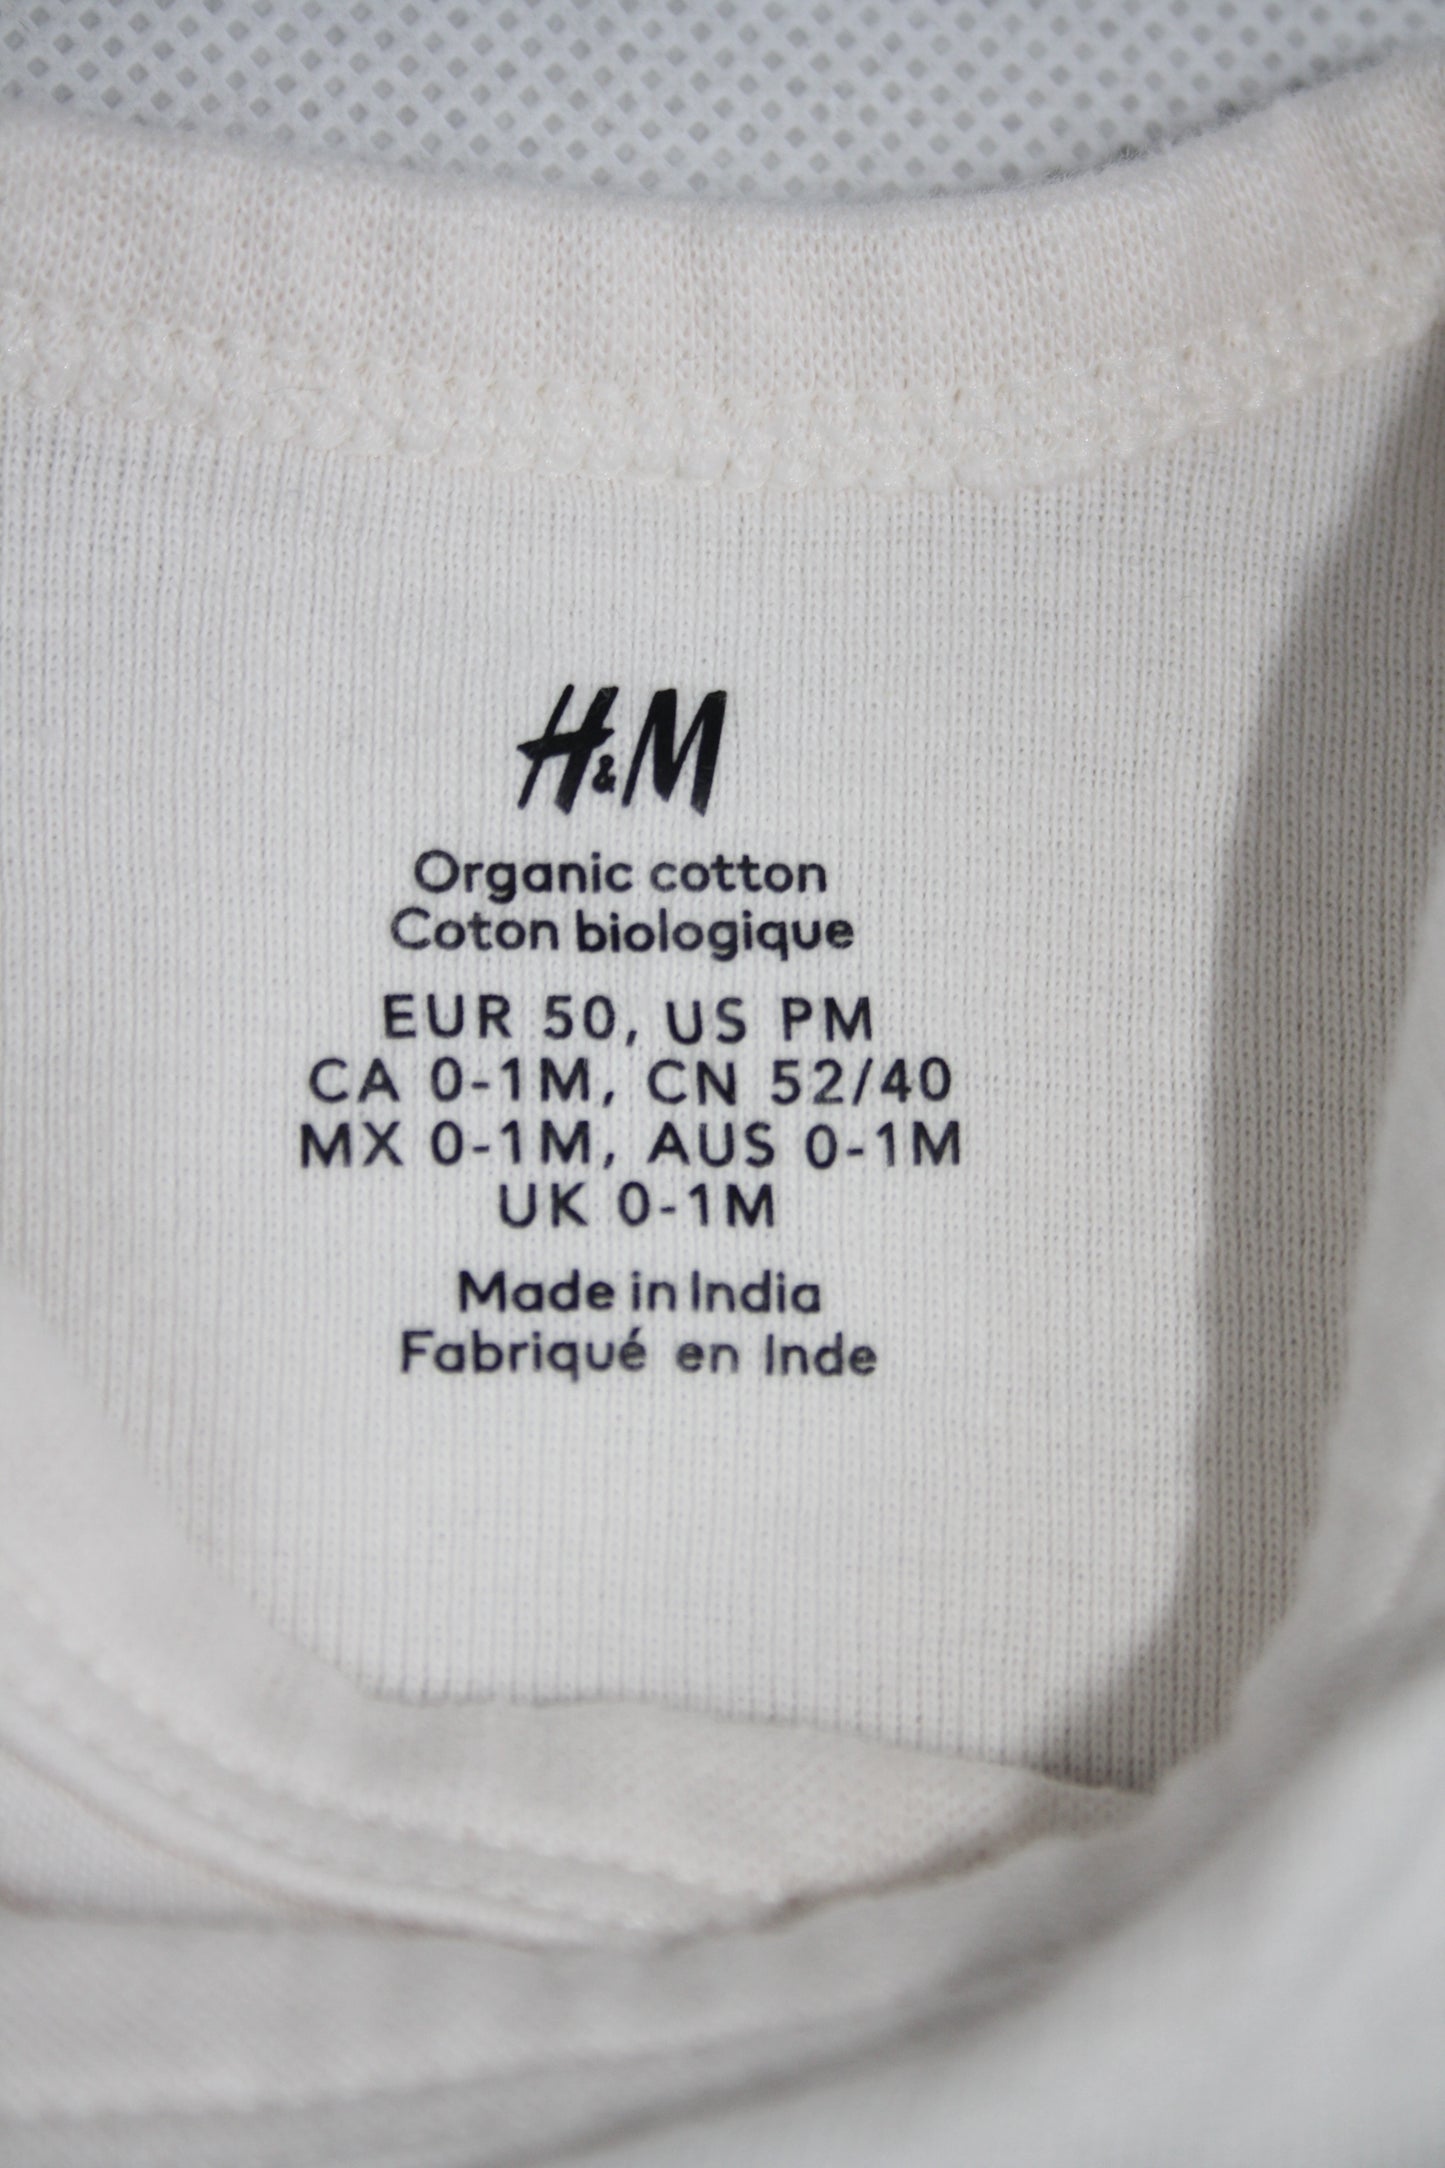 H&M
Organic cotton
Coton biologique
EUR 50, US PM
CA 0-1M, CN 52/40
MX 0-1M, AUS 0-1M
UK 0-1M
Made in India
Fabriqué en Inde